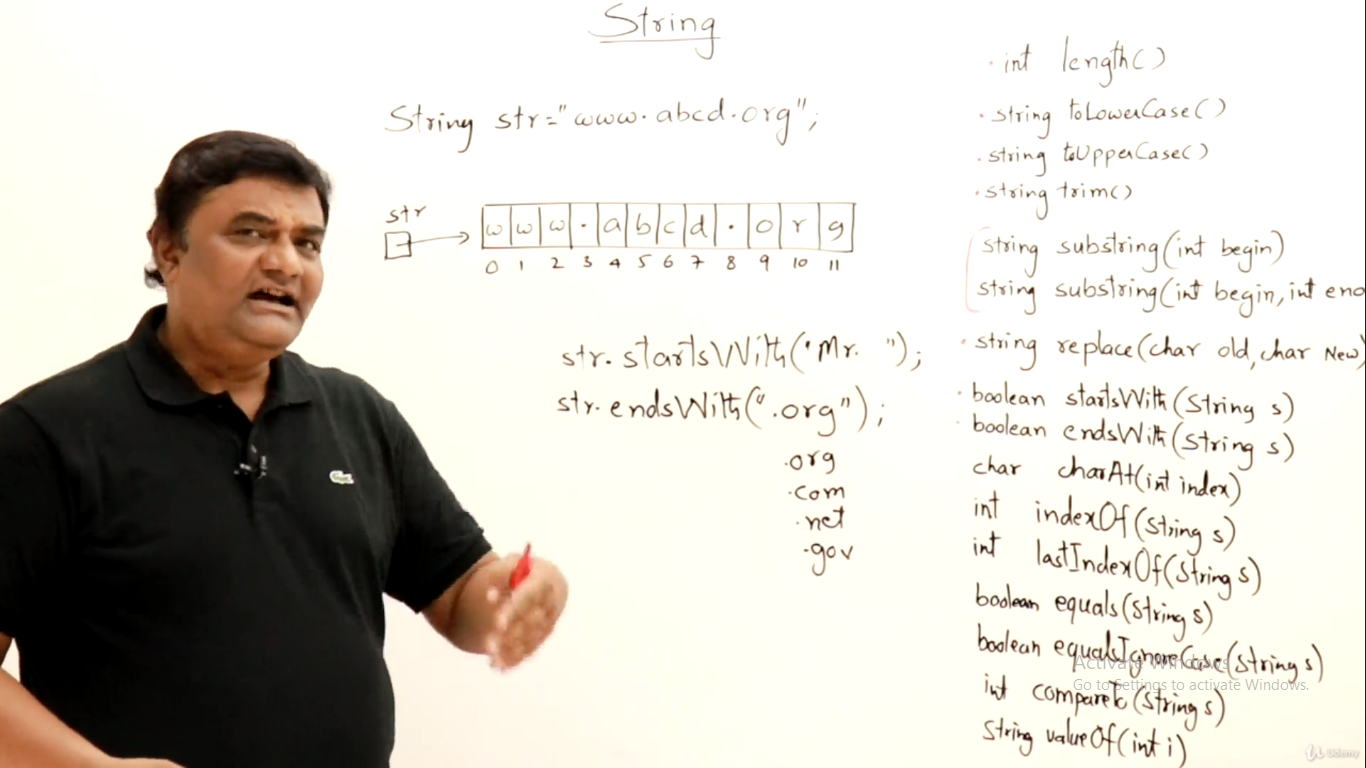 String
String str="www.abcd.org";
str
w w w . a b c d . o r g
0 1 2 3 4 5 6 7 8 9 10 11
str.startsWith("Mr. ");
str.endsWith(".org");
.org
.com
.net
.gov
int length()
string toLowerCase()
string toUpperCase()
string trim()
string substring(int begin)
string substring(int begin, int
string replace(char old, char New)
boolean startsWith(String s)
boolean endsWith(String s)
char charAt(int index)
int indexOf(String s)
int lastIndexOf(String s)
boolean equals(String s)
boolean equalsIgnoreCase(String s)
int compareTo(String s)
String valueOf(int i)
Activate Windows
Go to Settings to activate Windows.
Udemy